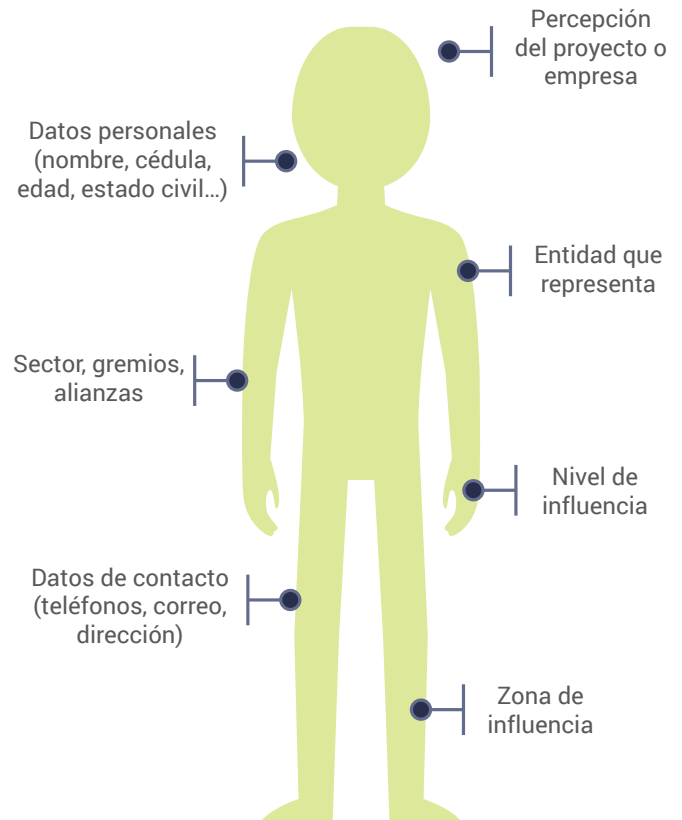 Percepción
del proyecto o
empresa
Datos personales
(nombre, cédula,
edad, estado civil...)
Entidad que
representa
Sector, gremios,
alianzas
Nivel de
influencia
Datos de contacto
(teléfonos, correo,
dirección)
Zona de
influencia